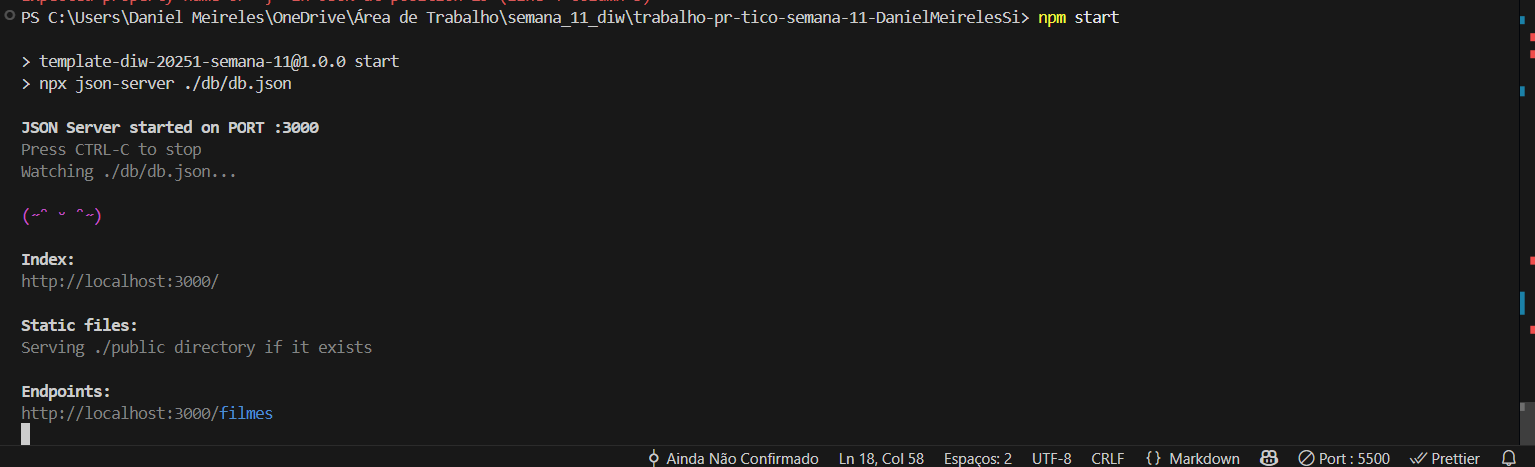 PS C:\Users\Daniel Meireles\OneDrive\Área de Trabalho\semana_11_diw\trabalho-pr-tico-semana-11-DanielMeirelesSi> npm start
> template-diw-20251-semana-11@1.0.0 start
> npx json-server ./db/db.json
JSON Server started on PORT :3000
Press CTRL-C to stop
Watching ./db/db.json...
(~ˆ ˘ ˆ~)
Index:
http://localhost:3000/
Static files:
Serving ./public directory if it exists
Endpoints:
http://localhost:3000/filmes
Ainda Não Confirmado Ln 18, Col 58 Espaços: 2 UTF-8 CRLF {} Markdown Port : 5500 Prettier